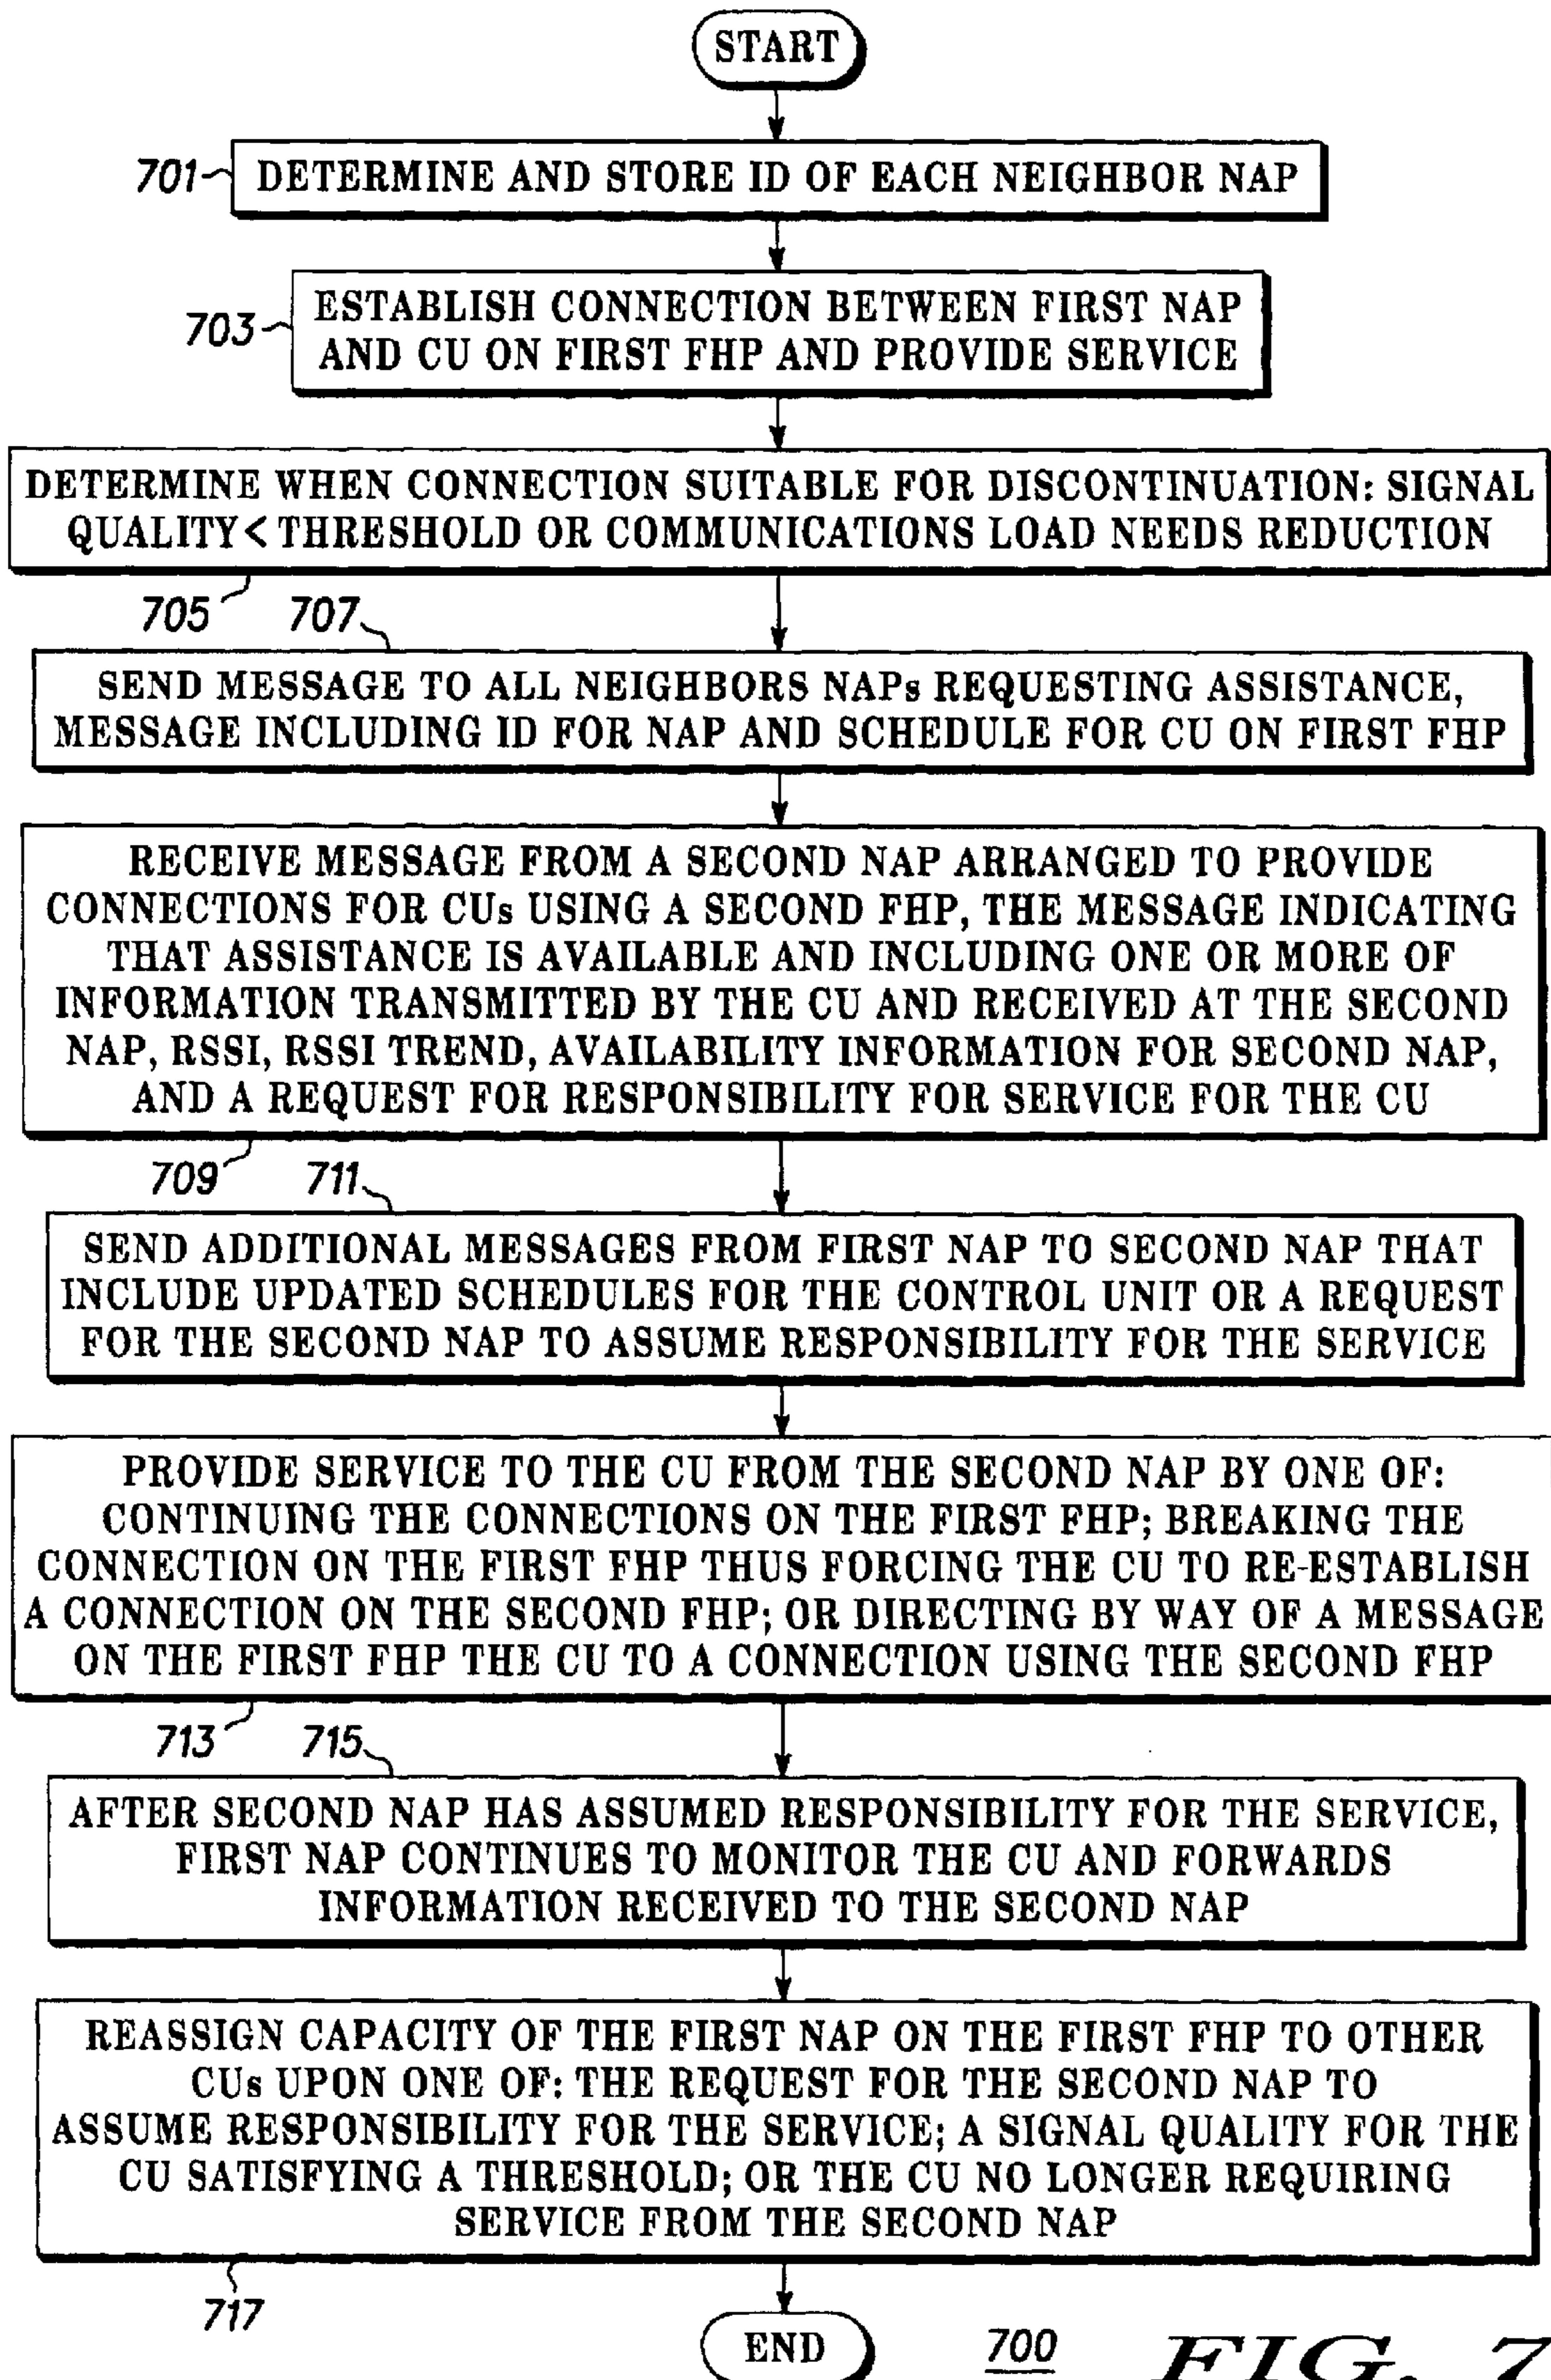 START
701
DETERMINE AND STORE ID OF EACH NEIGHBOR NAP
703
ESTABLISH CONNECTION BETWEEN FIRST NAP
AND CU ON FIRST FHP AND PROVIDE SERVICE
DETERMINE WHEN CONNECTION SUITABLE FOR DISCONTINUATION: SIGNAL
QUALITY < THRESHOLD OR COMMUNICATIONS LOAD NEEDS REDUCTION
705
707
SEND MESSAGE TO ALL NEIGHBORS NAPs REQUESTING ASSISTANCE,
MESSAGE INCLUDING ID FOR NAP AND SCHEDULE FOR CU ON FIRST FHP
RECEIVE MESSAGE FROM A SECOND NAP ARRANGED TO PROVIDE
CONNECTIONS FOR CUs USING A SECOND FHP, THE MESSAGE INDICATING
THAT ASSISTANCE IS AVAILABLE AND INCLUDING ONE OR MORE OF
INFORMATION TRANSMITTED BY THE CU AND RECEIVED AT THE SECOND
NAP, RSSI, RSSI TREND, AVAILABILITY INFORMATION FOR SECOND NAP,
AND A REQUEST FOR RESPONSIBILITY FOR SERVICE FOR THE CU
709
711
SEND ADDITIONAL MESSAGES FROM FIRST NAP TO SECOND NAP THAT
INCLUDE UPDATED SCHEDULES FOR THE CONTROL UNIT OR A REQUEST
FOR THE SECOND NAP TO ASSUME RESPONSIBILITY FOR THE SERVICE
PROVIDE SERVICE TO THE CU FROM THE SECOND NAP BY ONE OF:
CONTINUING THE CONNECTIONS ON THE FIRST FHP; BREAKING THE
CONNECTION ON THE FIRST FHP THUS FORCING THE CU TO RE-ESTABLISH
A CONNECTION ON THE SECOND FHP; OR DIRECTING BY WAY OF A MESSAGE
ON THE FIRST FHP THE CU TO A CONNECTION USING THE SECOND FHP
713
715
AFTER SECOND NAP HAS ASSUMED RESPONSIBILITY FOR THE SERVICE,
FIRST NAP CONTINUES TO MONITOR THE CU AND FORWARDS
INFORMATION RECEIVED TO THE SECOND NAP
REASSIGN CAPACITY OF THE FIRST NAP ON THE FIRST FHP TO OTHER
CUs UPON ONE OF: THE REQUEST FOR THE SECOND NAP TO
ASSUME RESPONSIBILITY FOR THE SERVICE; A SIGNAL QUALITY FOR THE
CU SATISFYING A THRESHOLD; OR THE CU NO LONGER REQUIRING
SERVICE FROM THE SECOND NAP
717
END
700
FIG. 7